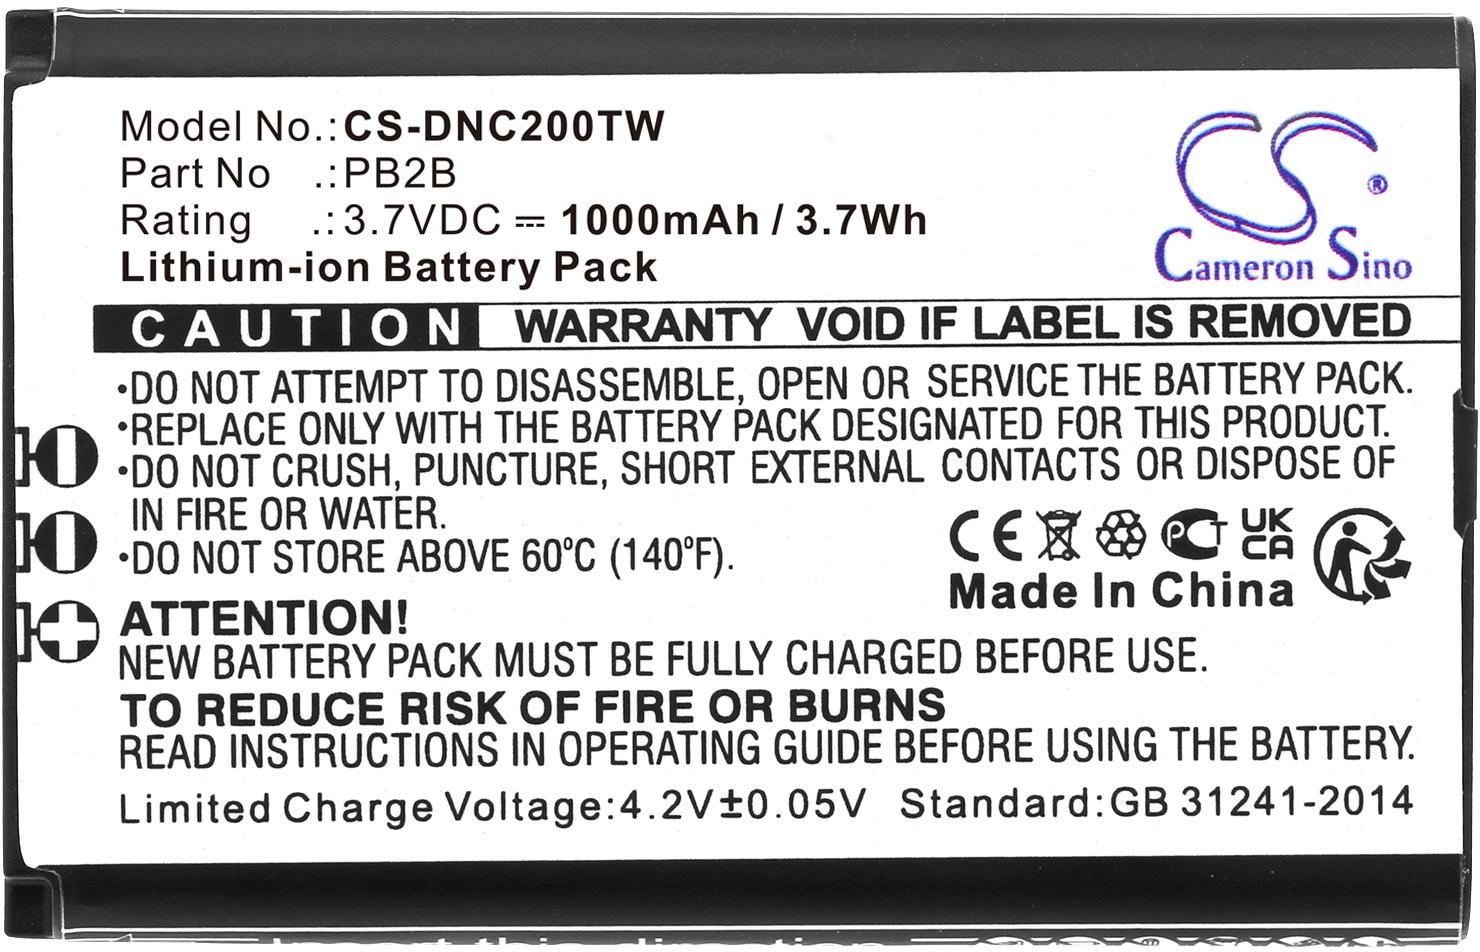 Model No.: CS-DNC200TW
Part No .: PB2B
Rating .: 3.7VDC ⎓ 1000mAh / 3.7Wh
Lithium-ion Battery Pack
CS ®
Cameron Sino
CAUTION WARRANTY VOID IF LABEL IS REMOVED
•DO NOT ATTEMPT TO DISASSEMBLE, OPEN OR SERVICE THE BATTERY PACK.
•REPLACE ONLY WITH THE BATTERY PACK DESIGNATED FOR THIS PRODUCT.
•DO NOT CRUSH, PUNCTURE, SHORT EXTERNAL CONTACTS OR DISPOSE OF
IN FIRE OR WATER.
•DO NOT STORE ABOVE 60ºC (140ºF).
CE PCT UK
CA
Made In China
ATTENTION!
NEW BATTERY PACK MUST BE FULLY CHARGED BEFORE USE.
TO REDUCE RISK OF FIRE OR BURNS
READ INSTRUCTIONS IN OPERATING GUIDE BEFORE USING THE BATTERY.
Limited Charge Voltage:4.2V±0.05V Standard:GB 31241-2014